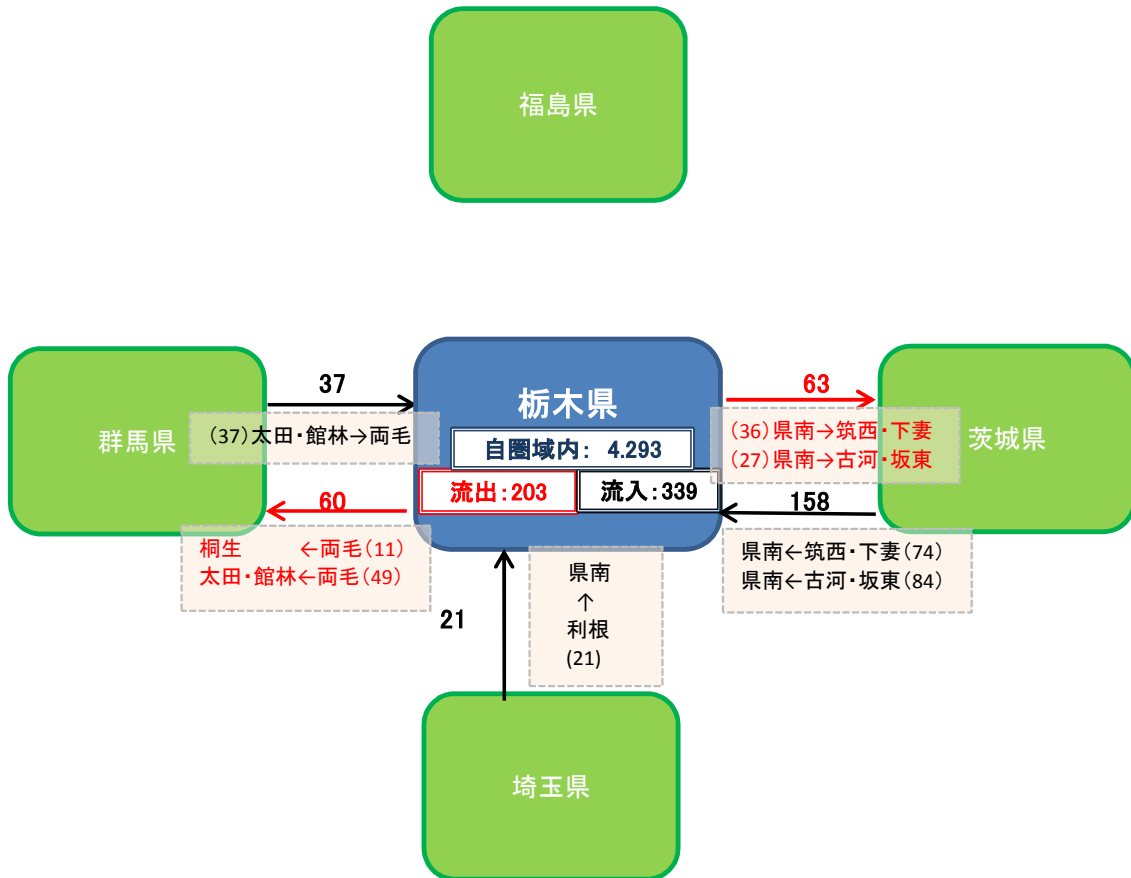 福島県
37
63
栃木県
群馬県
(37)太田・館林→両毛
自圏域内: 4.293
(36)県南→筑西・下妻
(27)県南→古河・坂東
茨城県
流出:203
流入:339
60
158
桐生 ←両毛(11)
太田・館林←両毛(49)
県南←筑西・下妻(74)
県南←古河・坂東(84)
21
県南
↑
利根
(21)
埼玉県